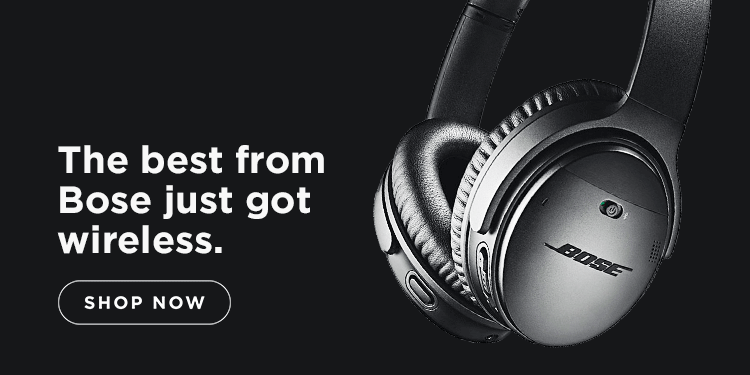 The best from
Bose just got
wireless.
SHOP NOW
BOSE